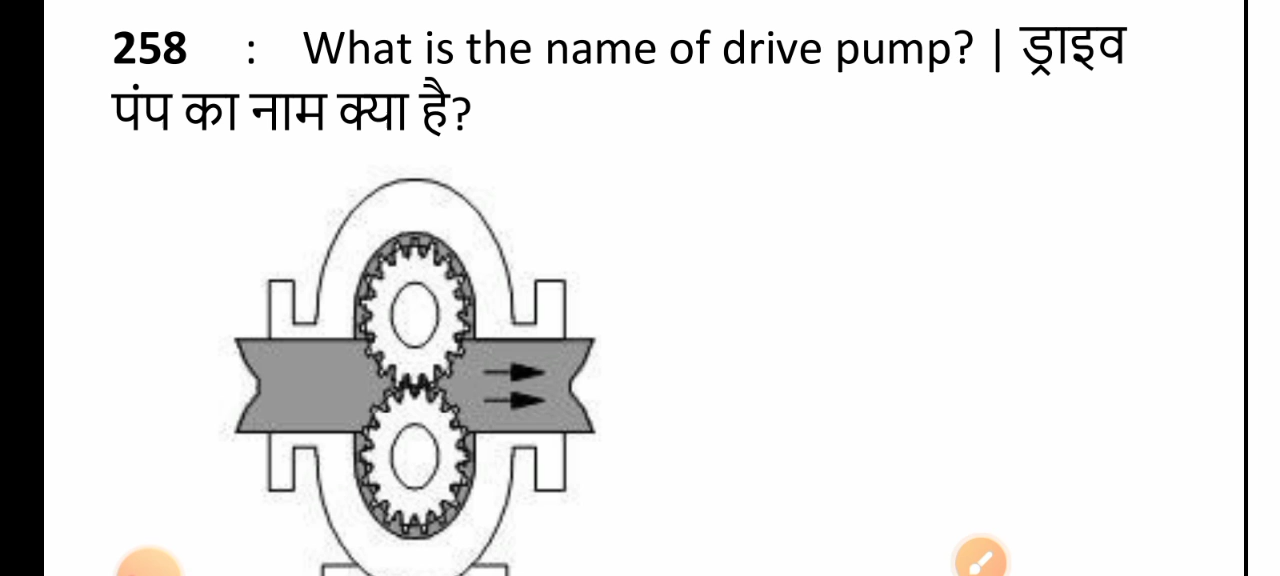 258 : What is the name of drive pump? | ड्राइव
पंप का नाम क्या है?